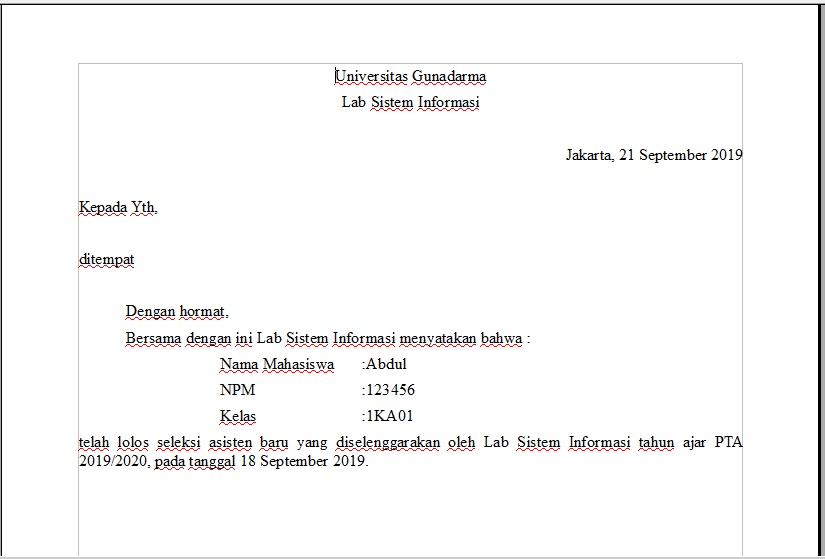 Universitas Gunadarma
Lab Sistem Informasi
Jakarta, 21 September 2019
Kepada Yth,
ditempat
Dengan hormat,
Bersama dengan ini Lab Sistem Informasi menyatakan bahwa :
Nama Mahasiswa :Abdul
NPM :123456
Kelas :1KA01
telah lolos seleksi asisten baru yang diselenggarakan oleh Lab Sistem Informasi tahun ajar PTA
2019/2020, pada tanggal 18 September 2019.